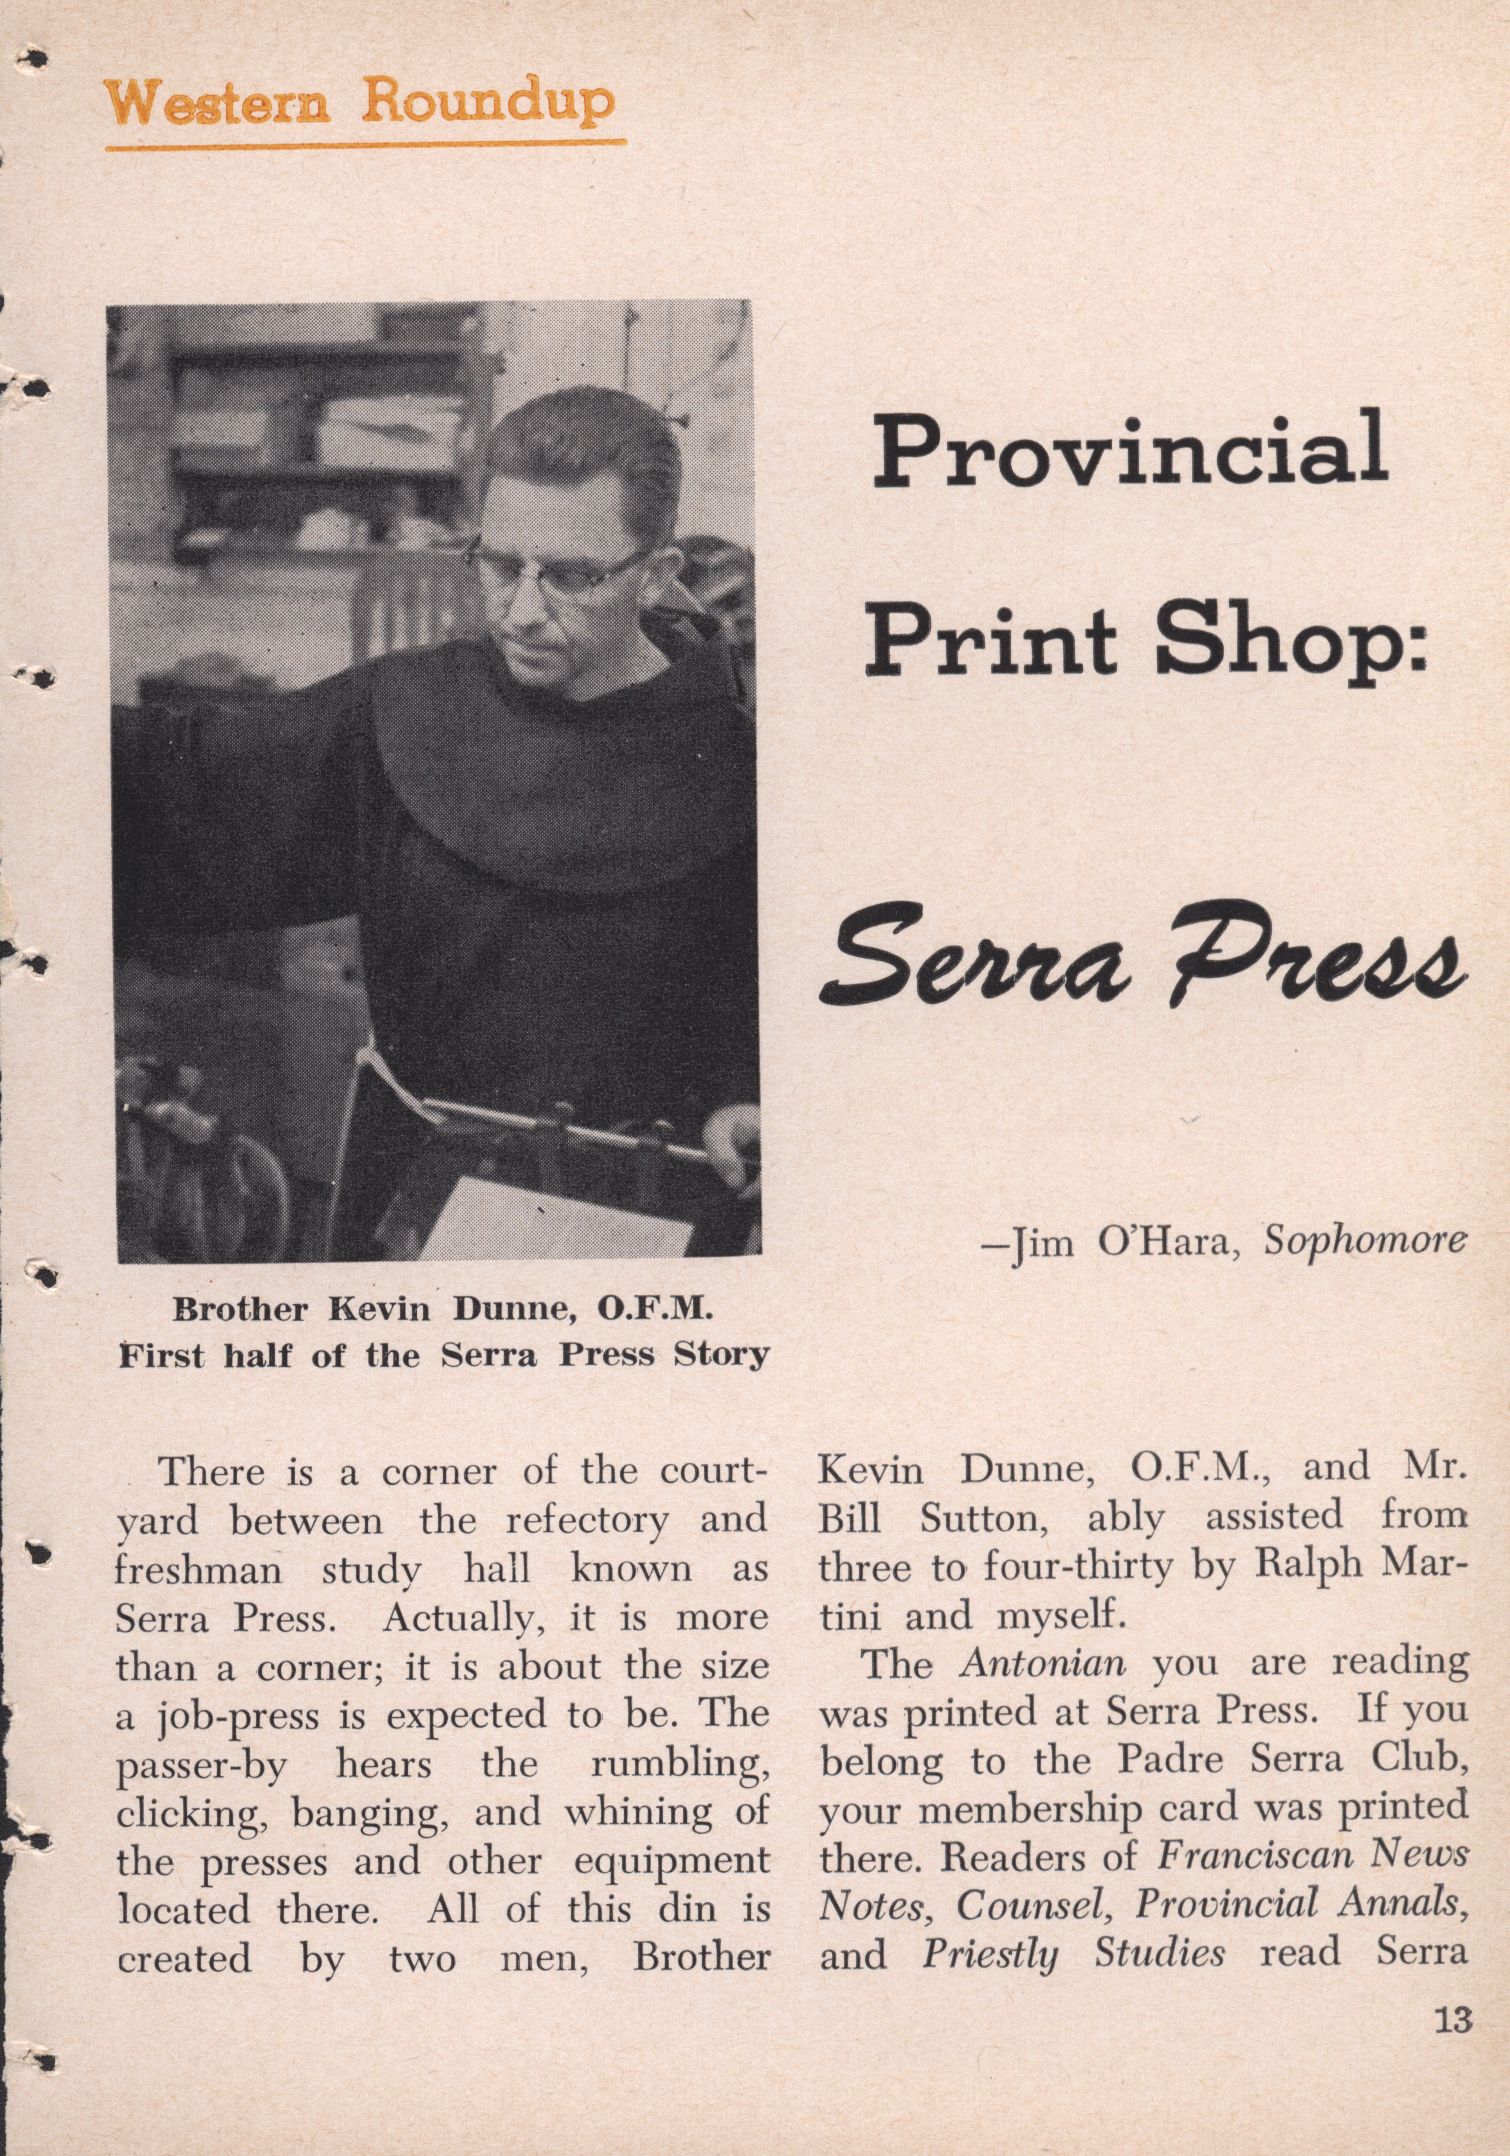 Western Roundup
Provincial
Print Shop:
Serra Press
—Jim O'Hara, Sophomore
Brother Kevin Dunne, O.F.M.
First half of the Serra Press Story
There is a corner of the court-
yard between the refectory and
freshman study hall known as
Serra Press. Actually, it is more
than a corner; it is about the size
a job-press is expected to be. The
passer-by hears the rumbling,
clicking, banging, and whining of
the presses and other equipment
located there. All of this din is
created by two men, Brother
Kevin Dunne, O.F.M., and Mr.
Bill Sutton, ably assisted from
three to four-thirty by Ralph Mar-
tini and myself.
The Antonian you are reading
was printed at Serra Press. If you
belong to the Padre Serra Club,
your membership card was printed
there. Readers of Franciscan News
Notes, Counsel, Provincial Annals,
and Priestly Studies read Serra
13